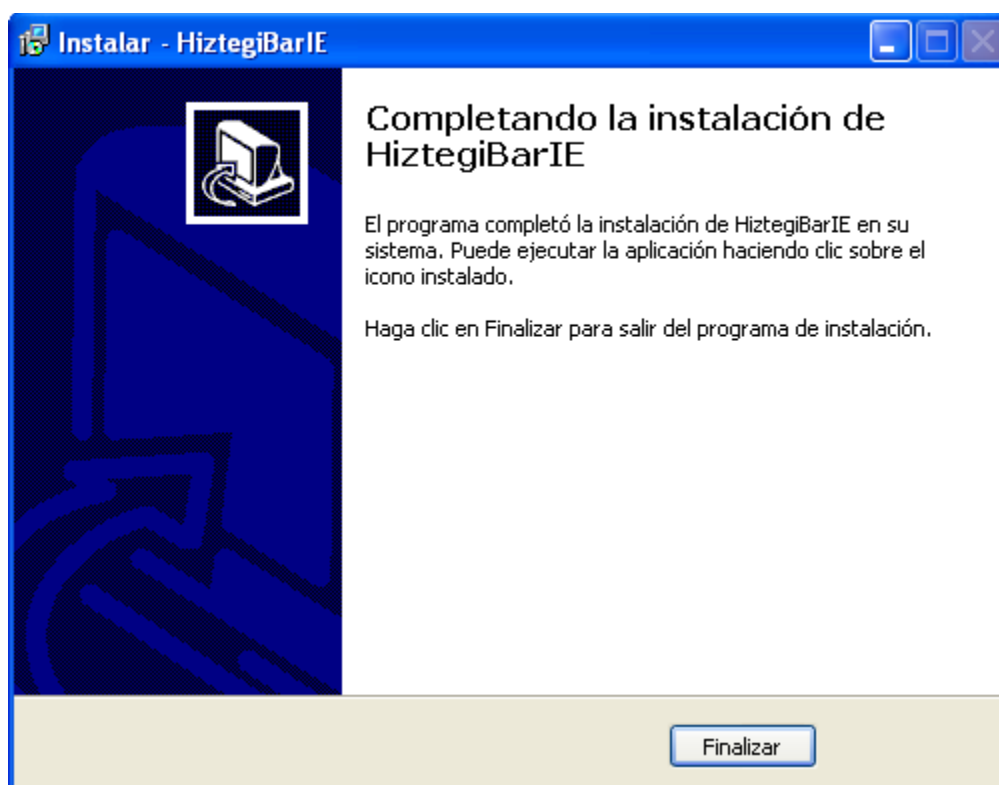 Instalar - HiztegiBarIE
Completando la instalación de
HiztegiBarIE
El programa completó la instalación de HiztegiBarIE en su
sistema. Puede ejecutar la aplicación haciendo clic sobre el
icono instalado.
Haga clic en Finalizar para salir del programa de instalación.
Finalizar